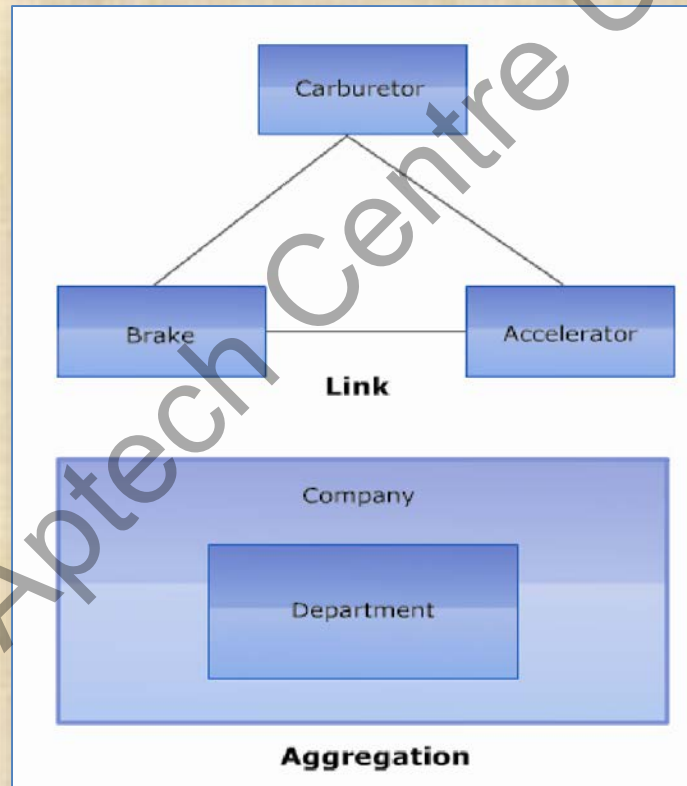 Carburetor
Brake
Accelerator
Link
Company
Department
Aggregation
Aptech Centre